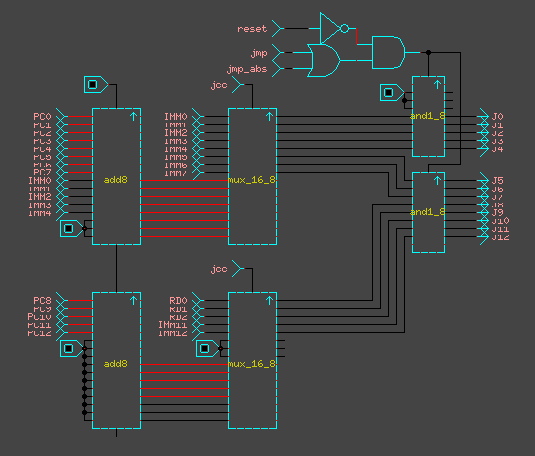 reset
jmp
jmp_abs
jcc
PC0
PC1
PC2
PC3
PC4
PC5
PC6
PC7
IMM0
IMM1
IMM2
IMM3
IMM4
add8
IMM0
IMM1
IMM2
IMM3
IMM4
IMM5
IMM6
IMM7
mux_16_8
and1_8
J0
J1
J2
J3
J4
and1_8
J5
J6
J7
J8
J9
J10
J11
J12
jcc
PC8
PC9
PC10
PC11
PC12
add8
RD0
RD1
RD2
IMM11
IMM12
mux_16_8